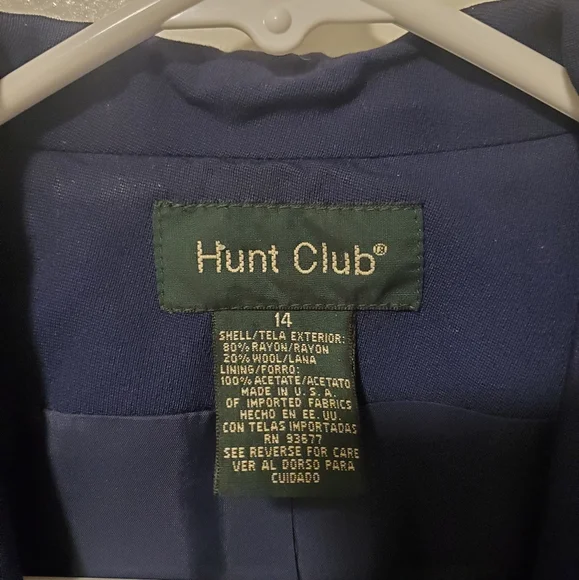 Hunt Club®
14
SHELL/TELA EXTERIOR:
80% RAYON/RAYON
20% WOOL/LANA
LINING/FORRO:
100% ACETATE/ACETATO
MADE IN U.S.A.
OF IMPORTED FABRICS
HECHO EN EE.UU.
CON TELAS IMPORTADAS
RN 93677
SEE REVERSE FOR CARE
VER AL DORSO PARA
CUIDADO